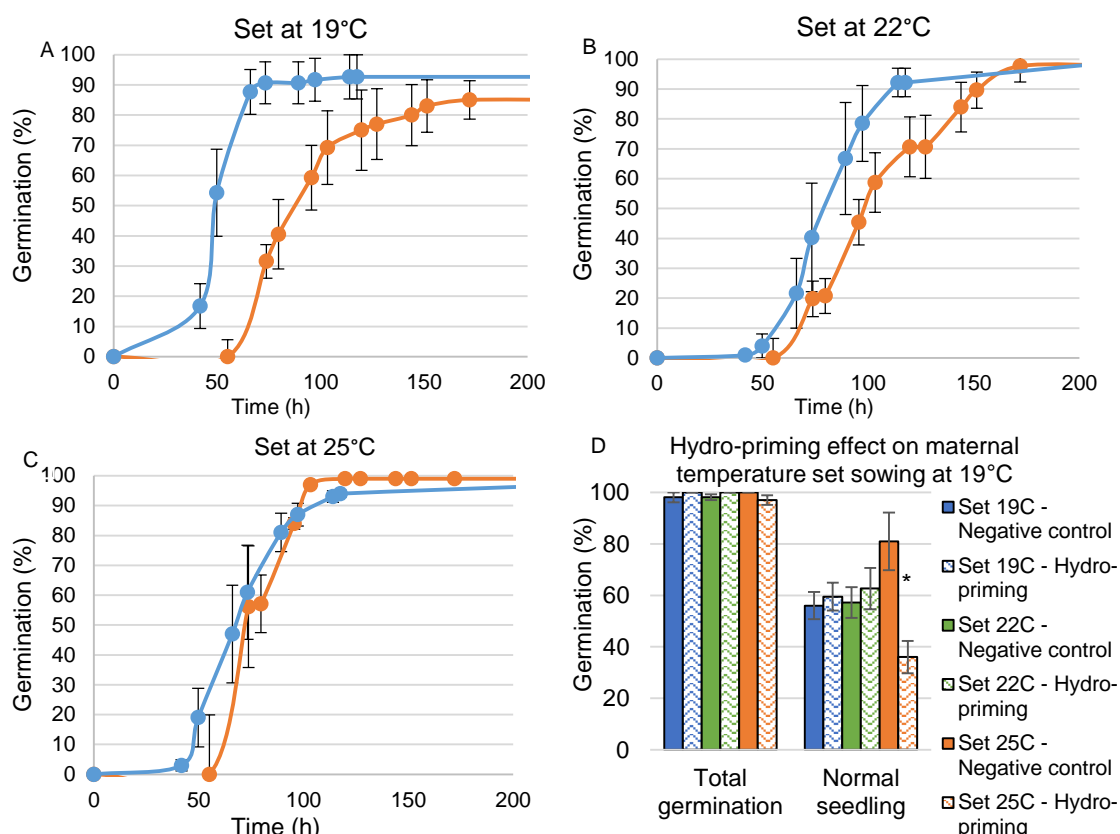 A
Set at 19°C
Germination (%)
100
90
80
70
60
50
40
30
20
10
0
0 50 100 150 200
Time (h)
B
Set at 22°C
Germination (%)
100
90
80
70
60
50
40
30
20
10
0
0 50 100 150 200
Time (h)
C
Set at 25°C
Germination (%)
100
90
80
70
60
50
40
30
20
10
0
0 50 100 150 200
Time (h)
D
Hydro-priming effect on maternal
temperature set sowing at 19°C
Germination (%)
100
80
60
40
20
0
*
Total
germination
Normal
seedling
Set 19C -
Negative control
Set 19C - Hydro-
priming
Set 22C -
Negative control
Set 22C - Hydro-
priming
Set 25C -
Negative control
Set 25C - Hydro-
priming